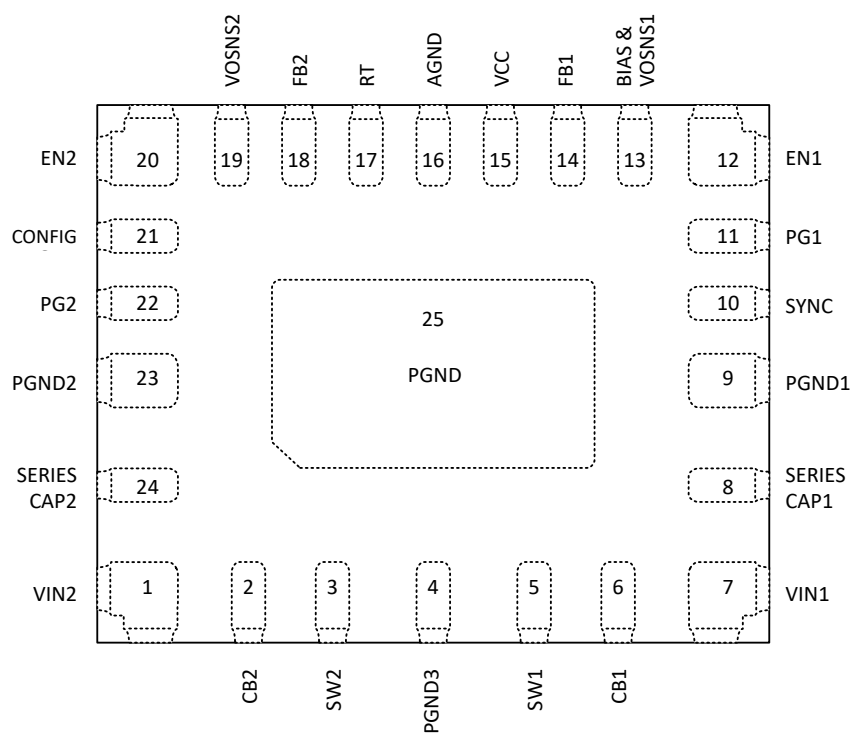 VOSNS2
FB2
RT
AGND
VCC
FB1
BIAS &
VOSNS1
EN2
20
19
18
17
16
15
14
13
12
EN1
CONFIG
21
11
PG1
PG2
22
25
10
SYNC
PGND2
23
PGND
9
PGND1
SERIES
CAP2
24
8
SERIES
CAP1
VIN2
1
2
3
4
5
6
7
VIN1
CB2
SW2
PGND3
SW1
CB1